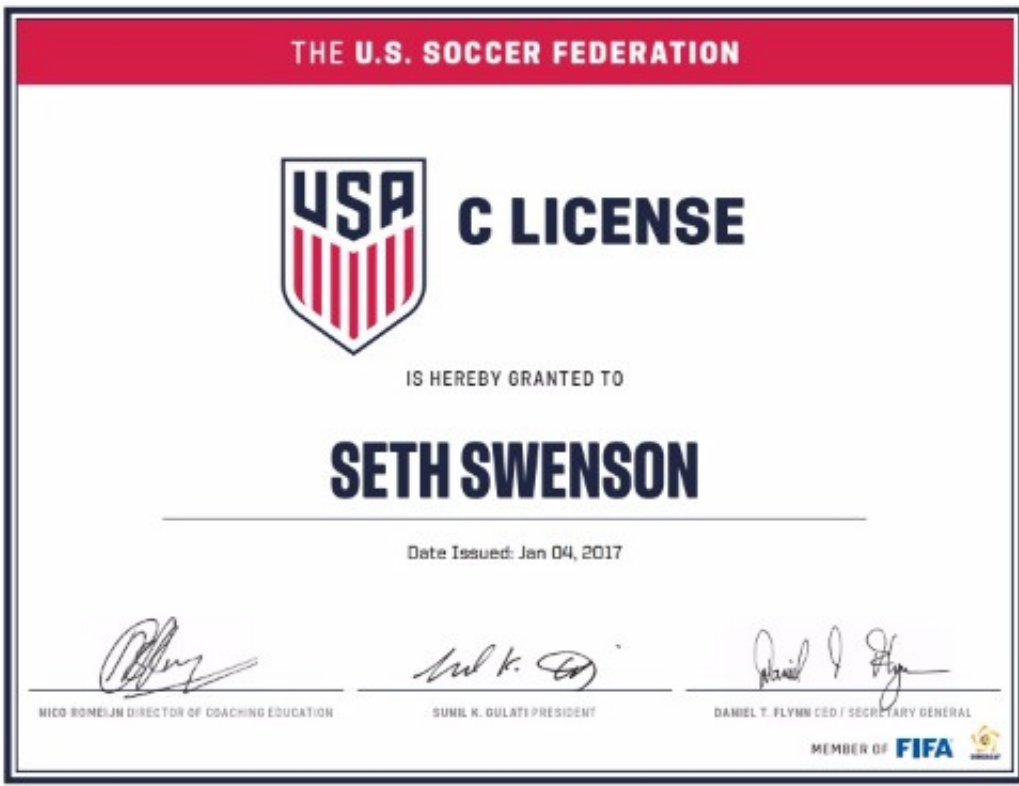 THE U.S. SOCCER FEDERATION
USA
C LICENSE
IS HEREBY GRANTED TO
SETH SWENSON
Date Issued: Jan 04, 2017
NICO ROMEIJN DIRECTOR OF COACHING EDUCATION
SUNIL K. GULATI PRESIDENT
DANIEL T. FLYNN CEO / SECRETARY GENERAL
MEMBER OF FIFA